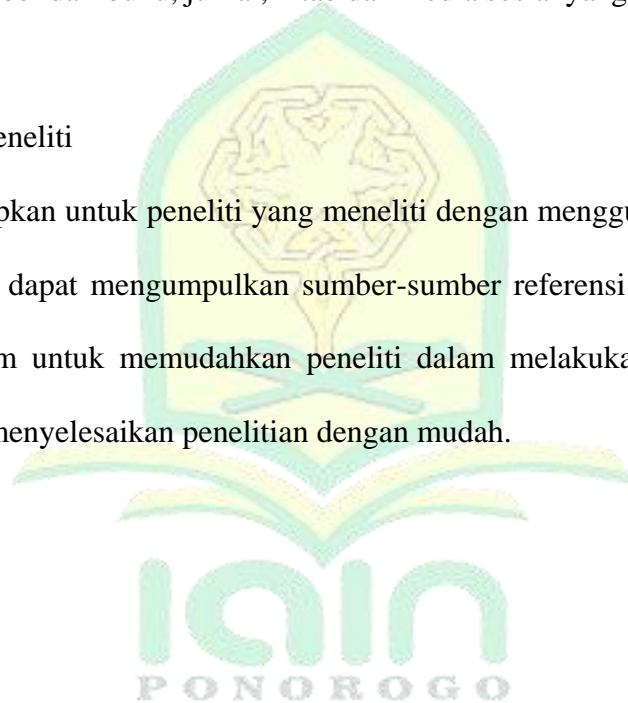 eneliti
pkan untuk peneliti yang meneliti dengan menggu
dapat mengumpulkan sumber-sumber referensi
m untuk memudahkan peneliti dalam melakuka
menyelesaikan penelitian dengan mudah.
iain
PONOROGO